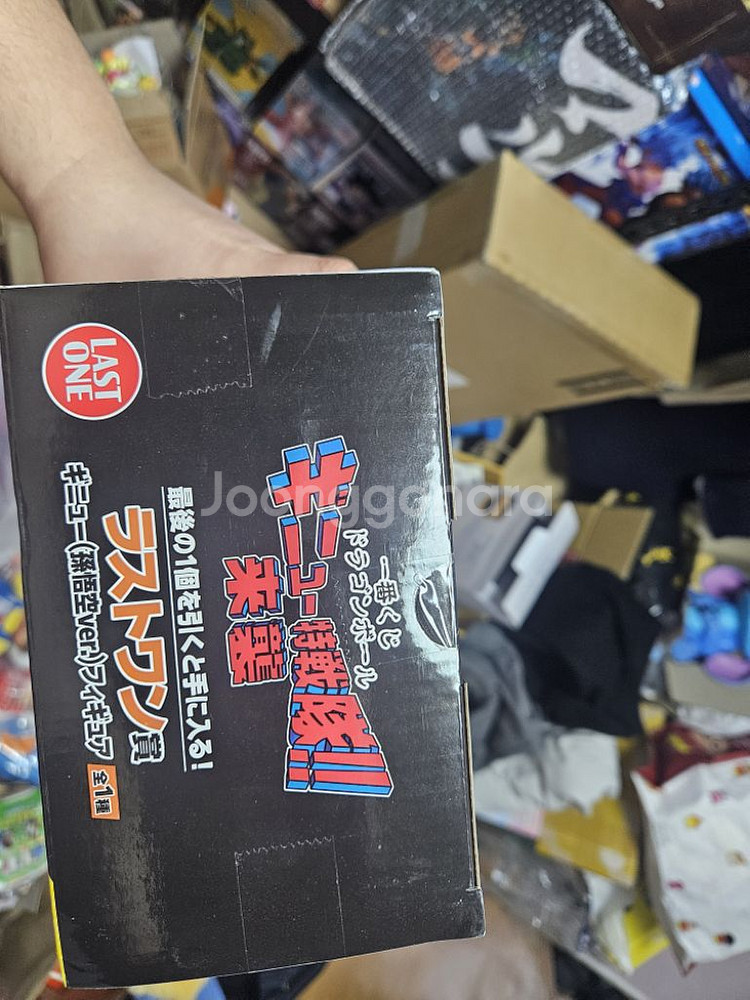 一番くじ
ドラゴンボール
ギニュー特戦隊!!
来襲
最後の1個を引くと手に入る!
ラストワン賞
ギニュー(孫悟空ver.)フィギュア 全1種
LAST
ONE
Joonggonara